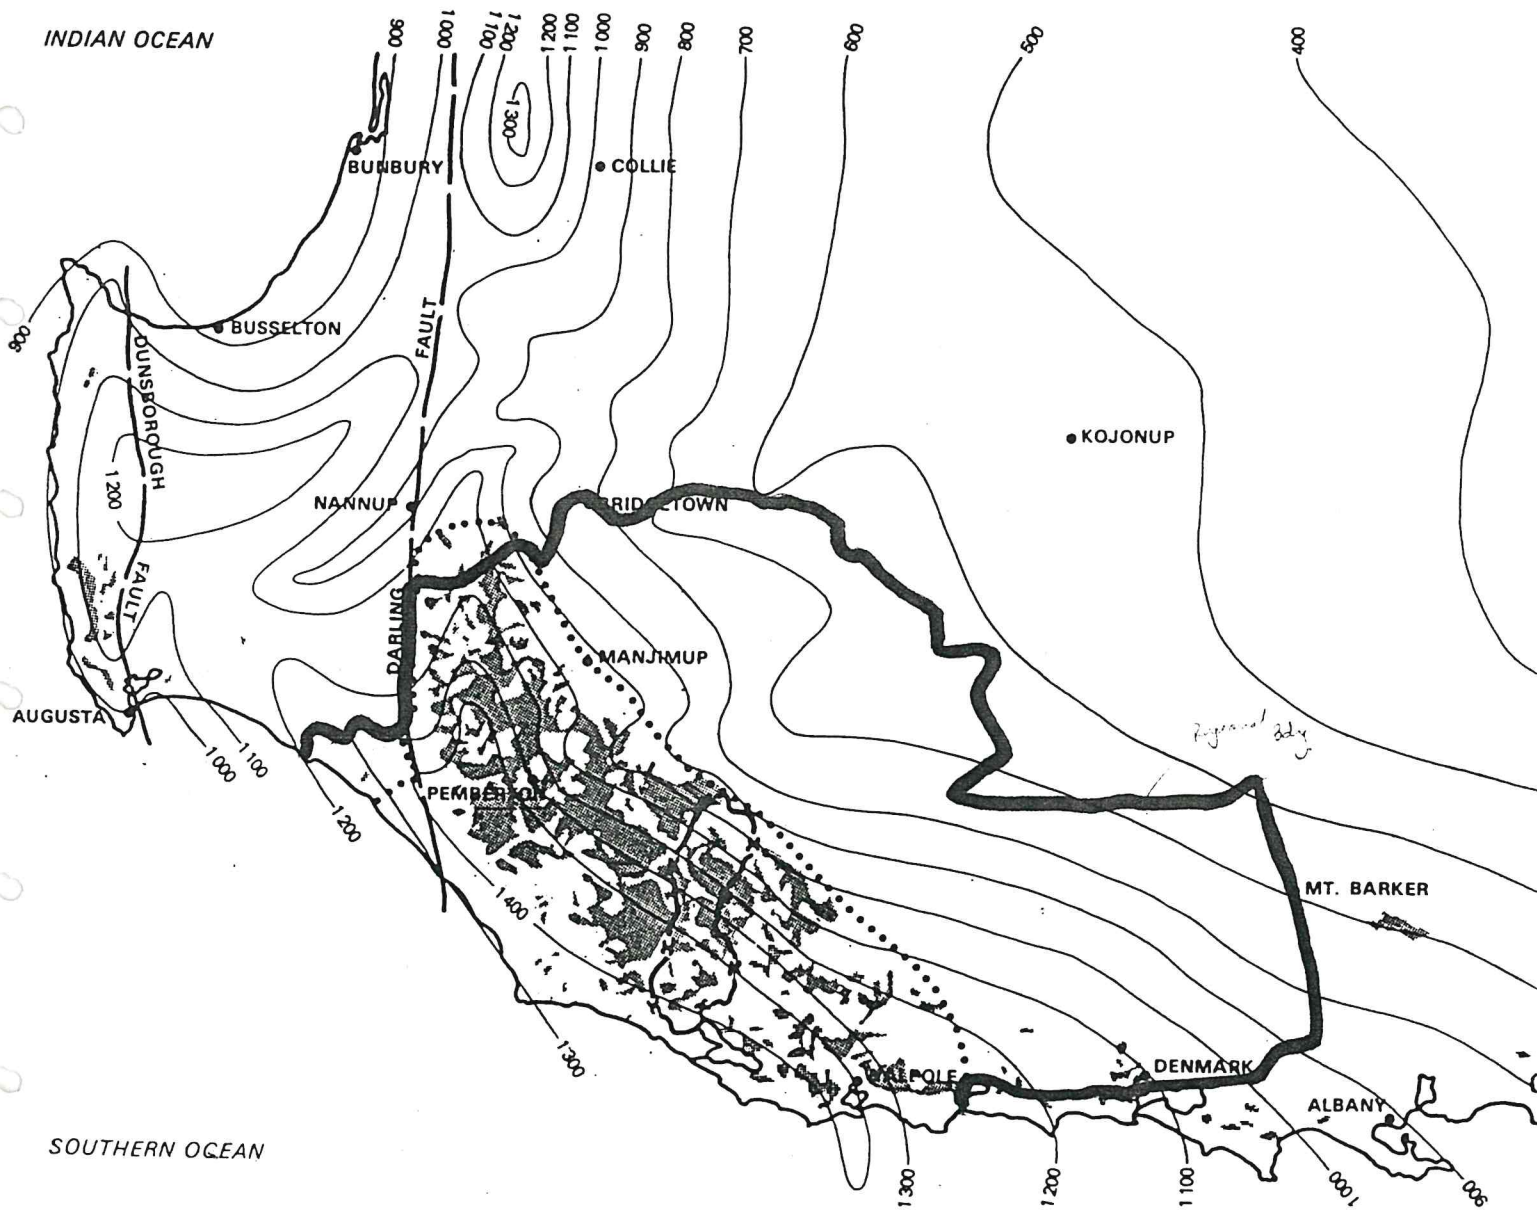 INDIAN OCEAN
900
1000
1100
1200
1200
1100
1000
900
800
700
600
500
400
1300
BUNBURY
COLLIE
900
BUSSELTON
FAULT
DUNSBOROUGH
FAULT
KOJONUP
1200
NANNUP
BRIDGETOWN
DARLING
MANJIMUP
AUGUSTA
1000
1100
PEMBERTON
1200
MT. BARKER
1400
1300
WALPOLE
DENMARK
ALBANY
SOUTHERN OCEAN
1300
1200
1100
1000
900